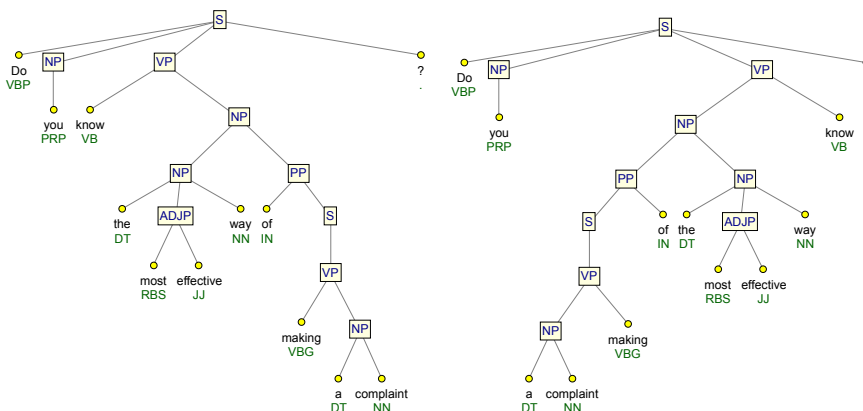 S
S
Do
VBP
NP
VP
?
.
Do
VBP
NP
VP
you
PRP
know
VB
NP
you
PRP
NP
know
VB
NP
PP
PP
NP
the
DT
ADJP
way
NN
of
IN
S
S
of
IN
the
DT
ADJP
way
NN
most
RBS
effective
JJ
VP
VP
most
RBS
effective
JJ
making
VBG
NP
NP
making
VBG
a
DT
complaint
NN
a
DT
complaint
NN